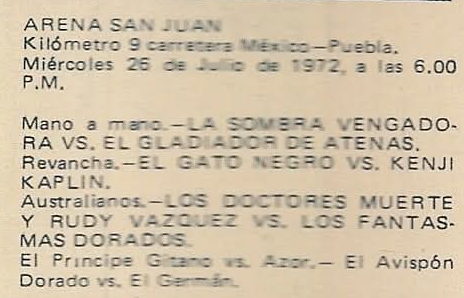 ARENA SAN JUAN
Kilómetro 9 carretera México—Puebla.
Miércoles 26 de Julio de 1972, a las 6.00
P.M.
Mano a mano.—LA SOMBRA VENGADO-
RA VS. EL GLADIADOR DE ATENAS.
Revancha.—EL GATO NEGRO VS. KENJI
KAPLIN.
Australianos.—LOS DOCTORES MUERTE
Y RUDY VAZQUEZ VS. LOS FANTAS-
MAS DORADOS.
El Príncipe Gitano vs. Azor.— El Avispón
Dorado vs. El Germán.